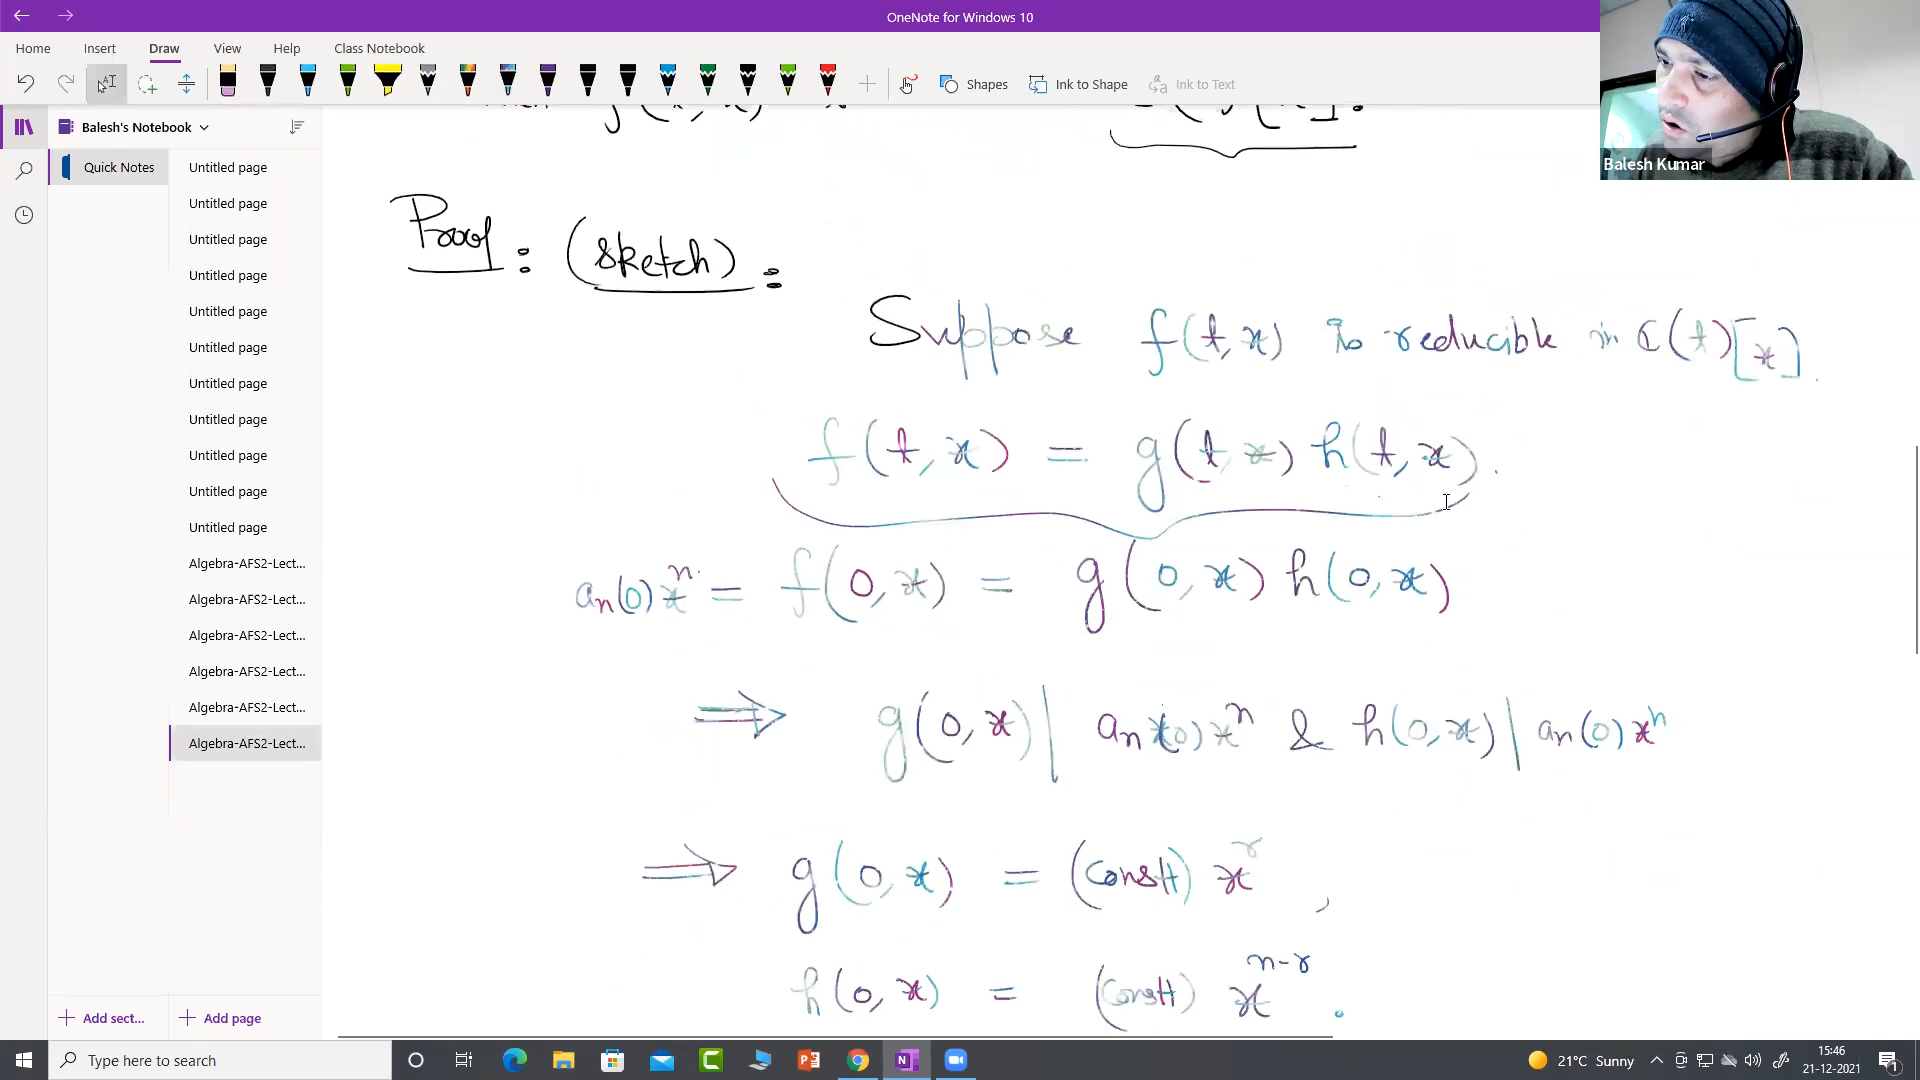 OneNote for Windows 10
Home Insert Draw View Help Class Notebook
Shapes Ink to Shape Ink to Text
Balesh's Notebook
Quick Notes
Untitled page
Untitled page
Untitled page
Untitled page
Untitled page
Untitled page
Untitled page
Untitled page
Untitled page
Untitled page
Untitled page
Algebra-AFS2-Lect...
Algebra-AFS2-Lect...
Algebra-AFS2-Lect...
Algebra-AFS2-Lect...
Algebra-AFS2-Lect...
Algebra-AFS2-Lect...
Add sect... Add page
Balesh Kumar
Proof : (sketch) :
Suppose f(t,x) is reducible in ℂ(t)[x].
f(t,x) = g(t,x) h(t,x).
aₙ(0)xⁿ = f(0,x) = g(0,x) h(0,x)
⟹ g(0,x) | aₙ(0)xⁿ & h(0,x) | aₙ(0)xⁿ
⟹ g(0,x) = (const) x^r ,
h(0,x) = (const) x^(n-r) .
Type here to search
21°C Sunny
15:46
21-12-2021
1